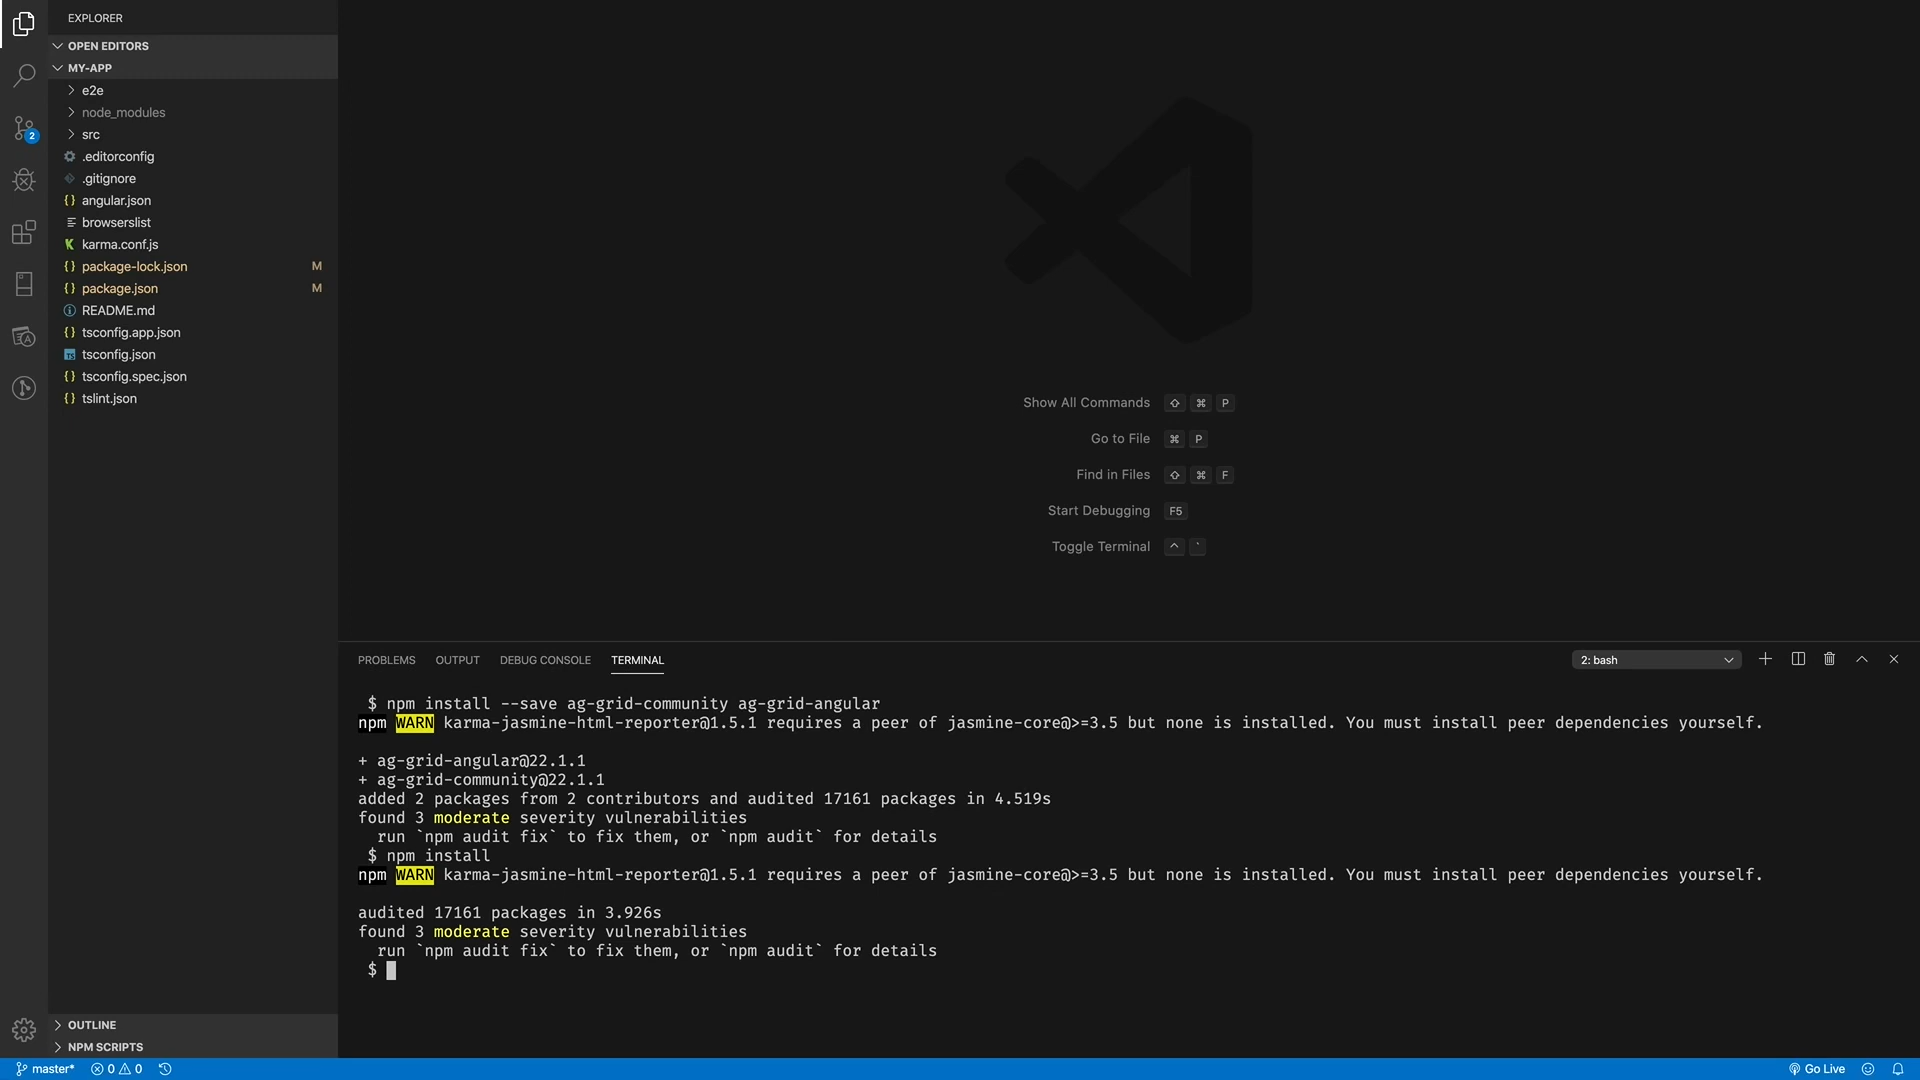 EXPLORER
OPEN EDITORS
MY-APP
e2e
node_modules
src
.editorconfig
.gitignore
angular.json
browserslist
karma.conf.js
package-lock.json M
package.json M
README.md
tsconfig.app.json
tsconfig.json
tsconfig.spec.json
tslint.json
OUTLINE
NPM SCRIPTS
2
Show All Commands ⇧ ⌘ P
Go to File ⌘ P
Find in Files ⇧ ⌘ F
Start Debugging F5
Toggle Terminal ^ `
PROBLEMS OUTPUT DEBUG CONSOLE TERMINAL 2: bash
$ npm install --save ag-grid-community ag-grid-angular
npm WARN karma-jasmine-html-reporter@1.5.1 requires a peer of jasmine-core@>=3.5 but none is installed. You must install peer dependencies yourself.
+ ag-grid-angular@22.1.1
+ ag-grid-community@22.1.1
added 2 packages from 2 contributors and audited 17161 packages in 4.519s
found 3 moderate severity vulnerabilities
run `npm audit fix` to fix them, or `npm audit` for details
$ npm install
npm WARN karma-jasmine-html-reporter@1.5.1 requires a peer of jasmine-core@>=3.5 but none is installed. You must install peer dependencies yourself.
audited 17161 packages in 3.926s
found 3 moderate severity vulnerabilities
run `npm audit fix` to fix them, or `npm audit` for details
$
master* 0 0 Go Live